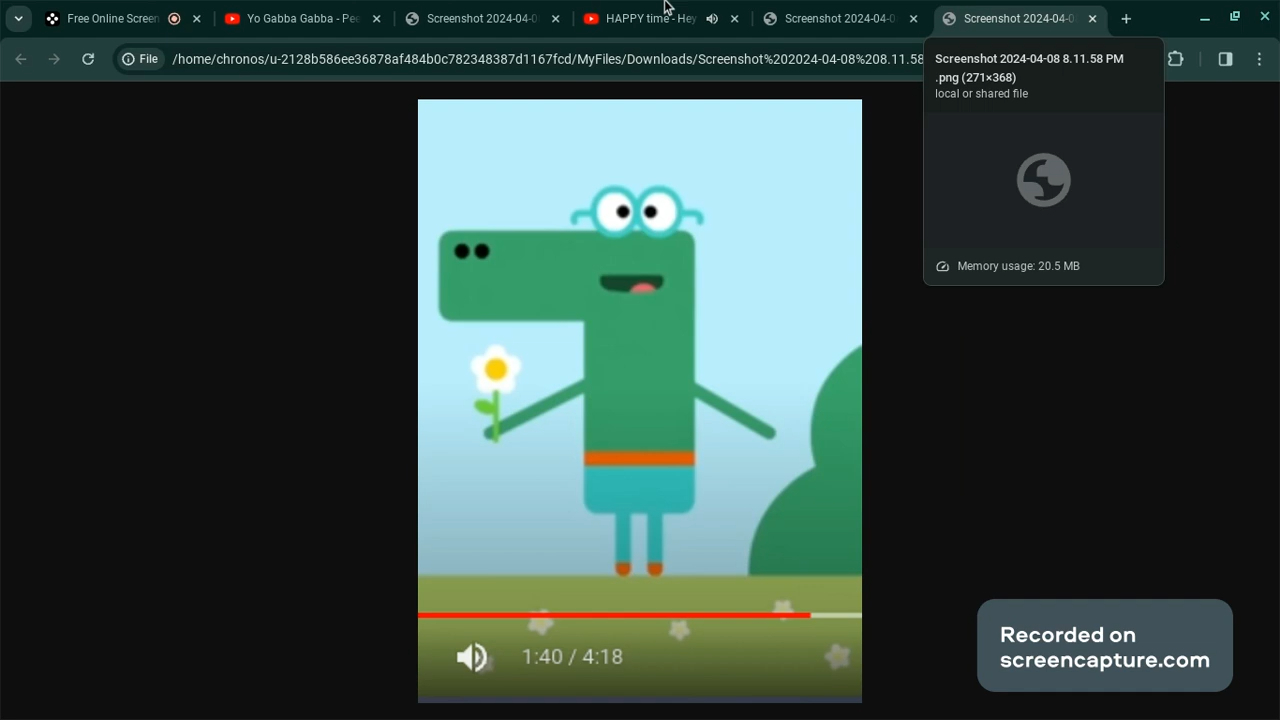 Free Online Screen
Yo Gabba Gabba - Pee
Screenshot 2024-04-0
HAPPY time - Hey
Screenshot 2024-04-0
Screenshot 2024-04-0
File
/home/chronos/u-2128b586ee36878af484b0c782348387d1167fcd/MyFiles/Downloads/Screenshot%202024-04-08%208.11.58
Screenshot 2024-04-08 8.11.58 PM
.png (271×368)
local or shared file
Memory usage: 20.5 MB
1:40 / 4:18
Recorded on
screencapture.com